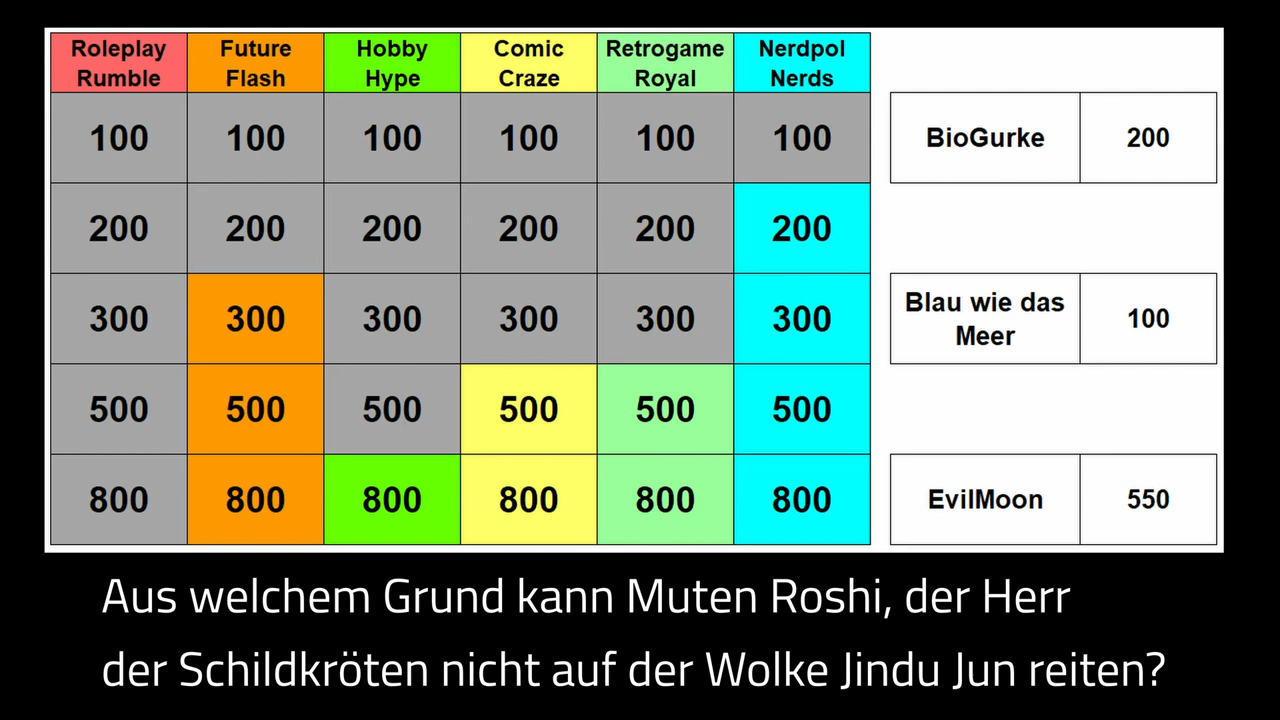 Roleplay Future Hobby Comic Retrogame Nerdpol
Rumble Flash Hype Craze Royal Nerds
100 100 100 100 100 100 BioGurke 200
200 200 200 200 200 200
300 300 300 300 300 300 Blau wie das Meer 100
500 500 500 500 500 500
800 800 800 800 800 800 EvilMoon 550
Aus welchem Grund kann Muten Roshi, der Herr
der Schildkröten nicht auf der Wolke Jindu Jun reiten?